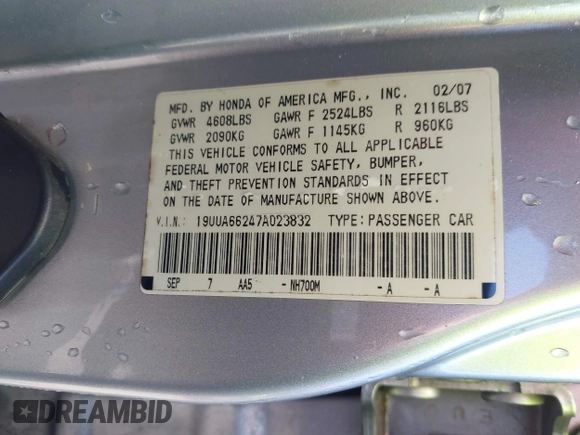 MFD. BY HONDA OF AMERICA MFG., INC. 02/07
GVWR 4608LBS GAWR F 2524LBS R 2116LBS
GVWR 2090KG GAWR F 1145KG R 960KG
THIS VEHICLE CONFORMS TO ALL APPLICABLE
FEDERAL MOTOR VEHICLE SAFETY, BUMPER,
AND THEFT PREVENTION STANDARDS IN EFFECT
ON THE DATE OF MANUFACTURE SHOWN ABOVE.
V.I.N.: 19UUA66247A023832 TYPE: PASSENGER CAR
SEP 7 AA5 - NH700M - A - A
DREAMBID